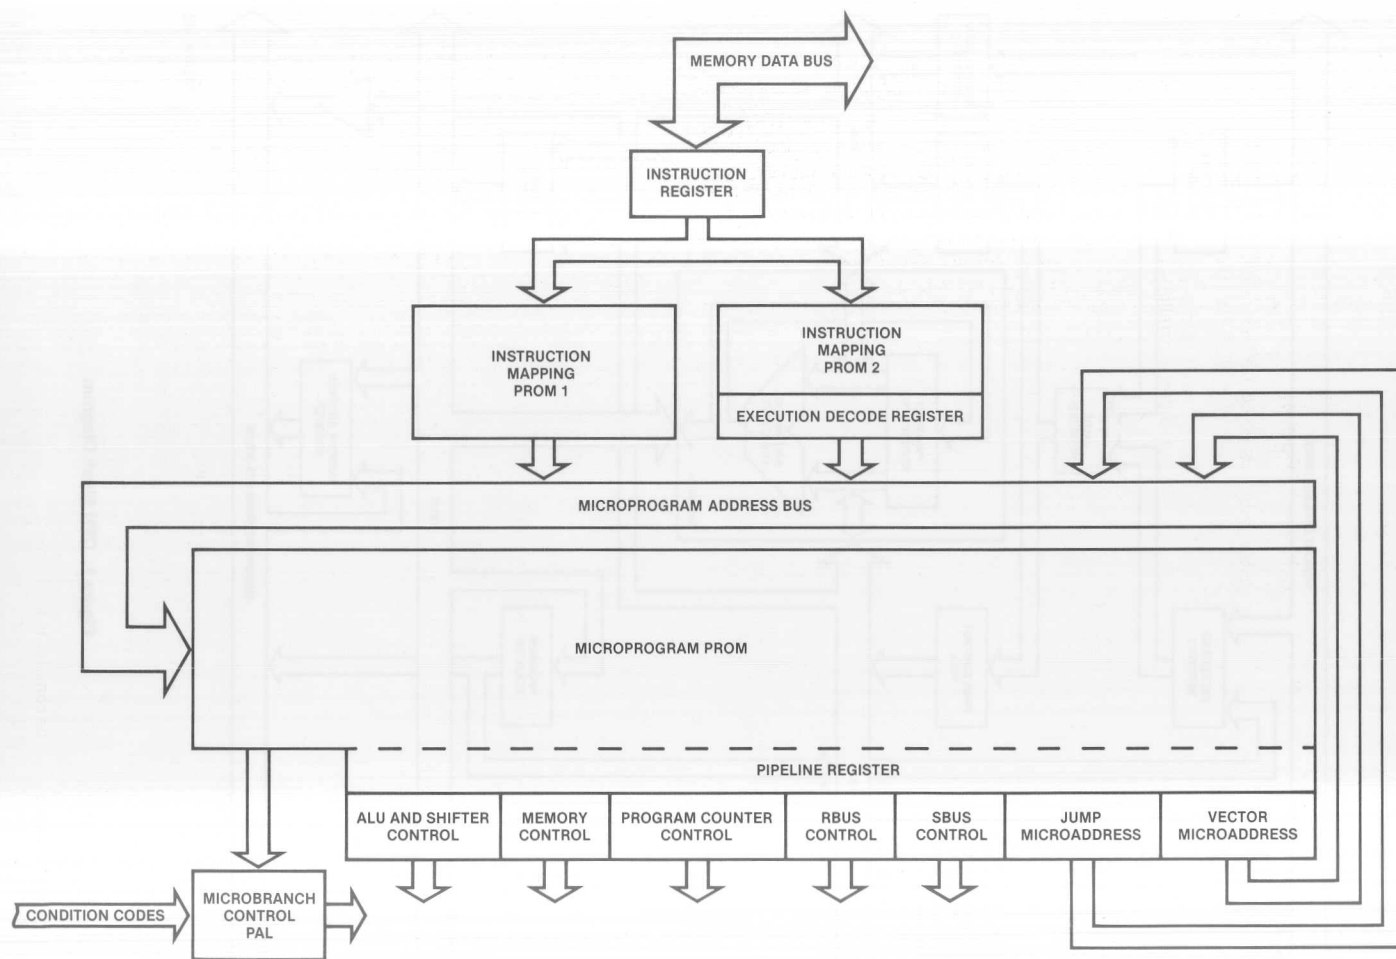 MEMORY DATA BUS
INSTRUCTION
REGISTER
INSTRUCTION
MAPPING
PROM 1
INSTRUCTION
MAPPING
PROM 2
EXECUTION DECODE REGISTER
MICROPROGRAM ADDRESS BUS
MICROPROGRAM PROM
PIPELINE REGISTER
ALU AND SHIFTER
CONTROL
MEMORY
CONTROL
PROGRAM COUNTER
CONTROL
RBUS
CONTROL
SBUS
CONTROL
JUMP
MICROADDRESS
VECTOR
MICROADDRESS
CONDITION CODES
MICROBRANCH
CONTROL
PAL